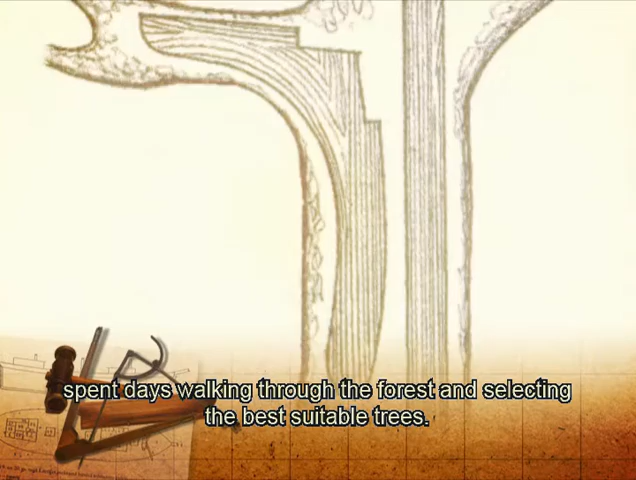 spent days walking through the forest and selecting
the best suitable trees.